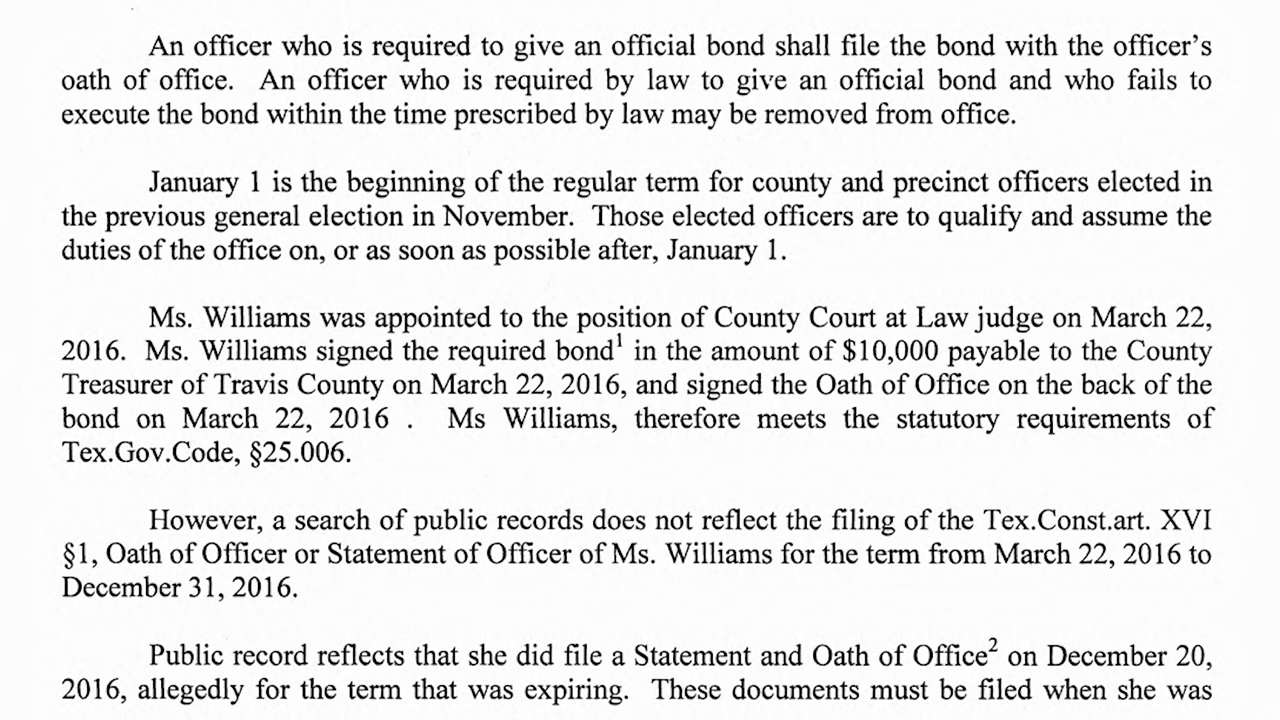 An officer who is required to give an official bond shall file the bond with the officer's
oath of office. An officer who is required by law to give an official bond and who fails to
execute the bond within the time prescribed by law may be removed from office.
January 1 is the beginning of the regular term for county and precinct officers elected in
the previous general election in November. Those elected officers are to qualify and assume the
duties of the office on, or as soon as possible after, January 1.
Ms. Williams was appointed to the position of County Court at Law judge on March 22,
2016. Ms. Williams signed the required bond¹ in the amount of $10,000 payable to the County
Treasurer of Travis County on March 22, 2016, and signed the Oath of Office on the back of the
bond on March 22, 2016 . Ms Williams, therefore meets the statutory requirements of
Tex.Gov.Code, §25.006.
However, a search of public records does not reflect the filing of the Tex.Const.art. XVI
§1, Oath of Officer or Statement of Officer of Ms. Williams for the term from March 22, 2016 to
December 31, 2016.
Public record reflects that she did file a Statement and Oath of Office² on December 20,
2016, allegedly for the term that was expiring. These documents must be filed when she was